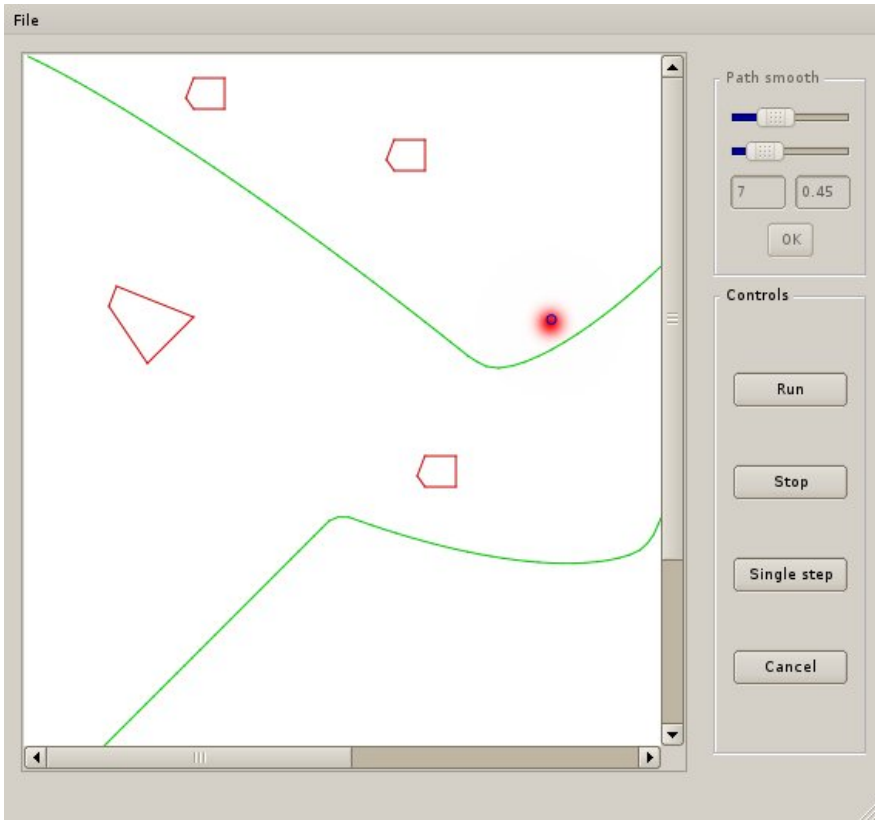 File
Path smooth
7 0.45
OK
Controls
Run
Stop
Single step
Cancel